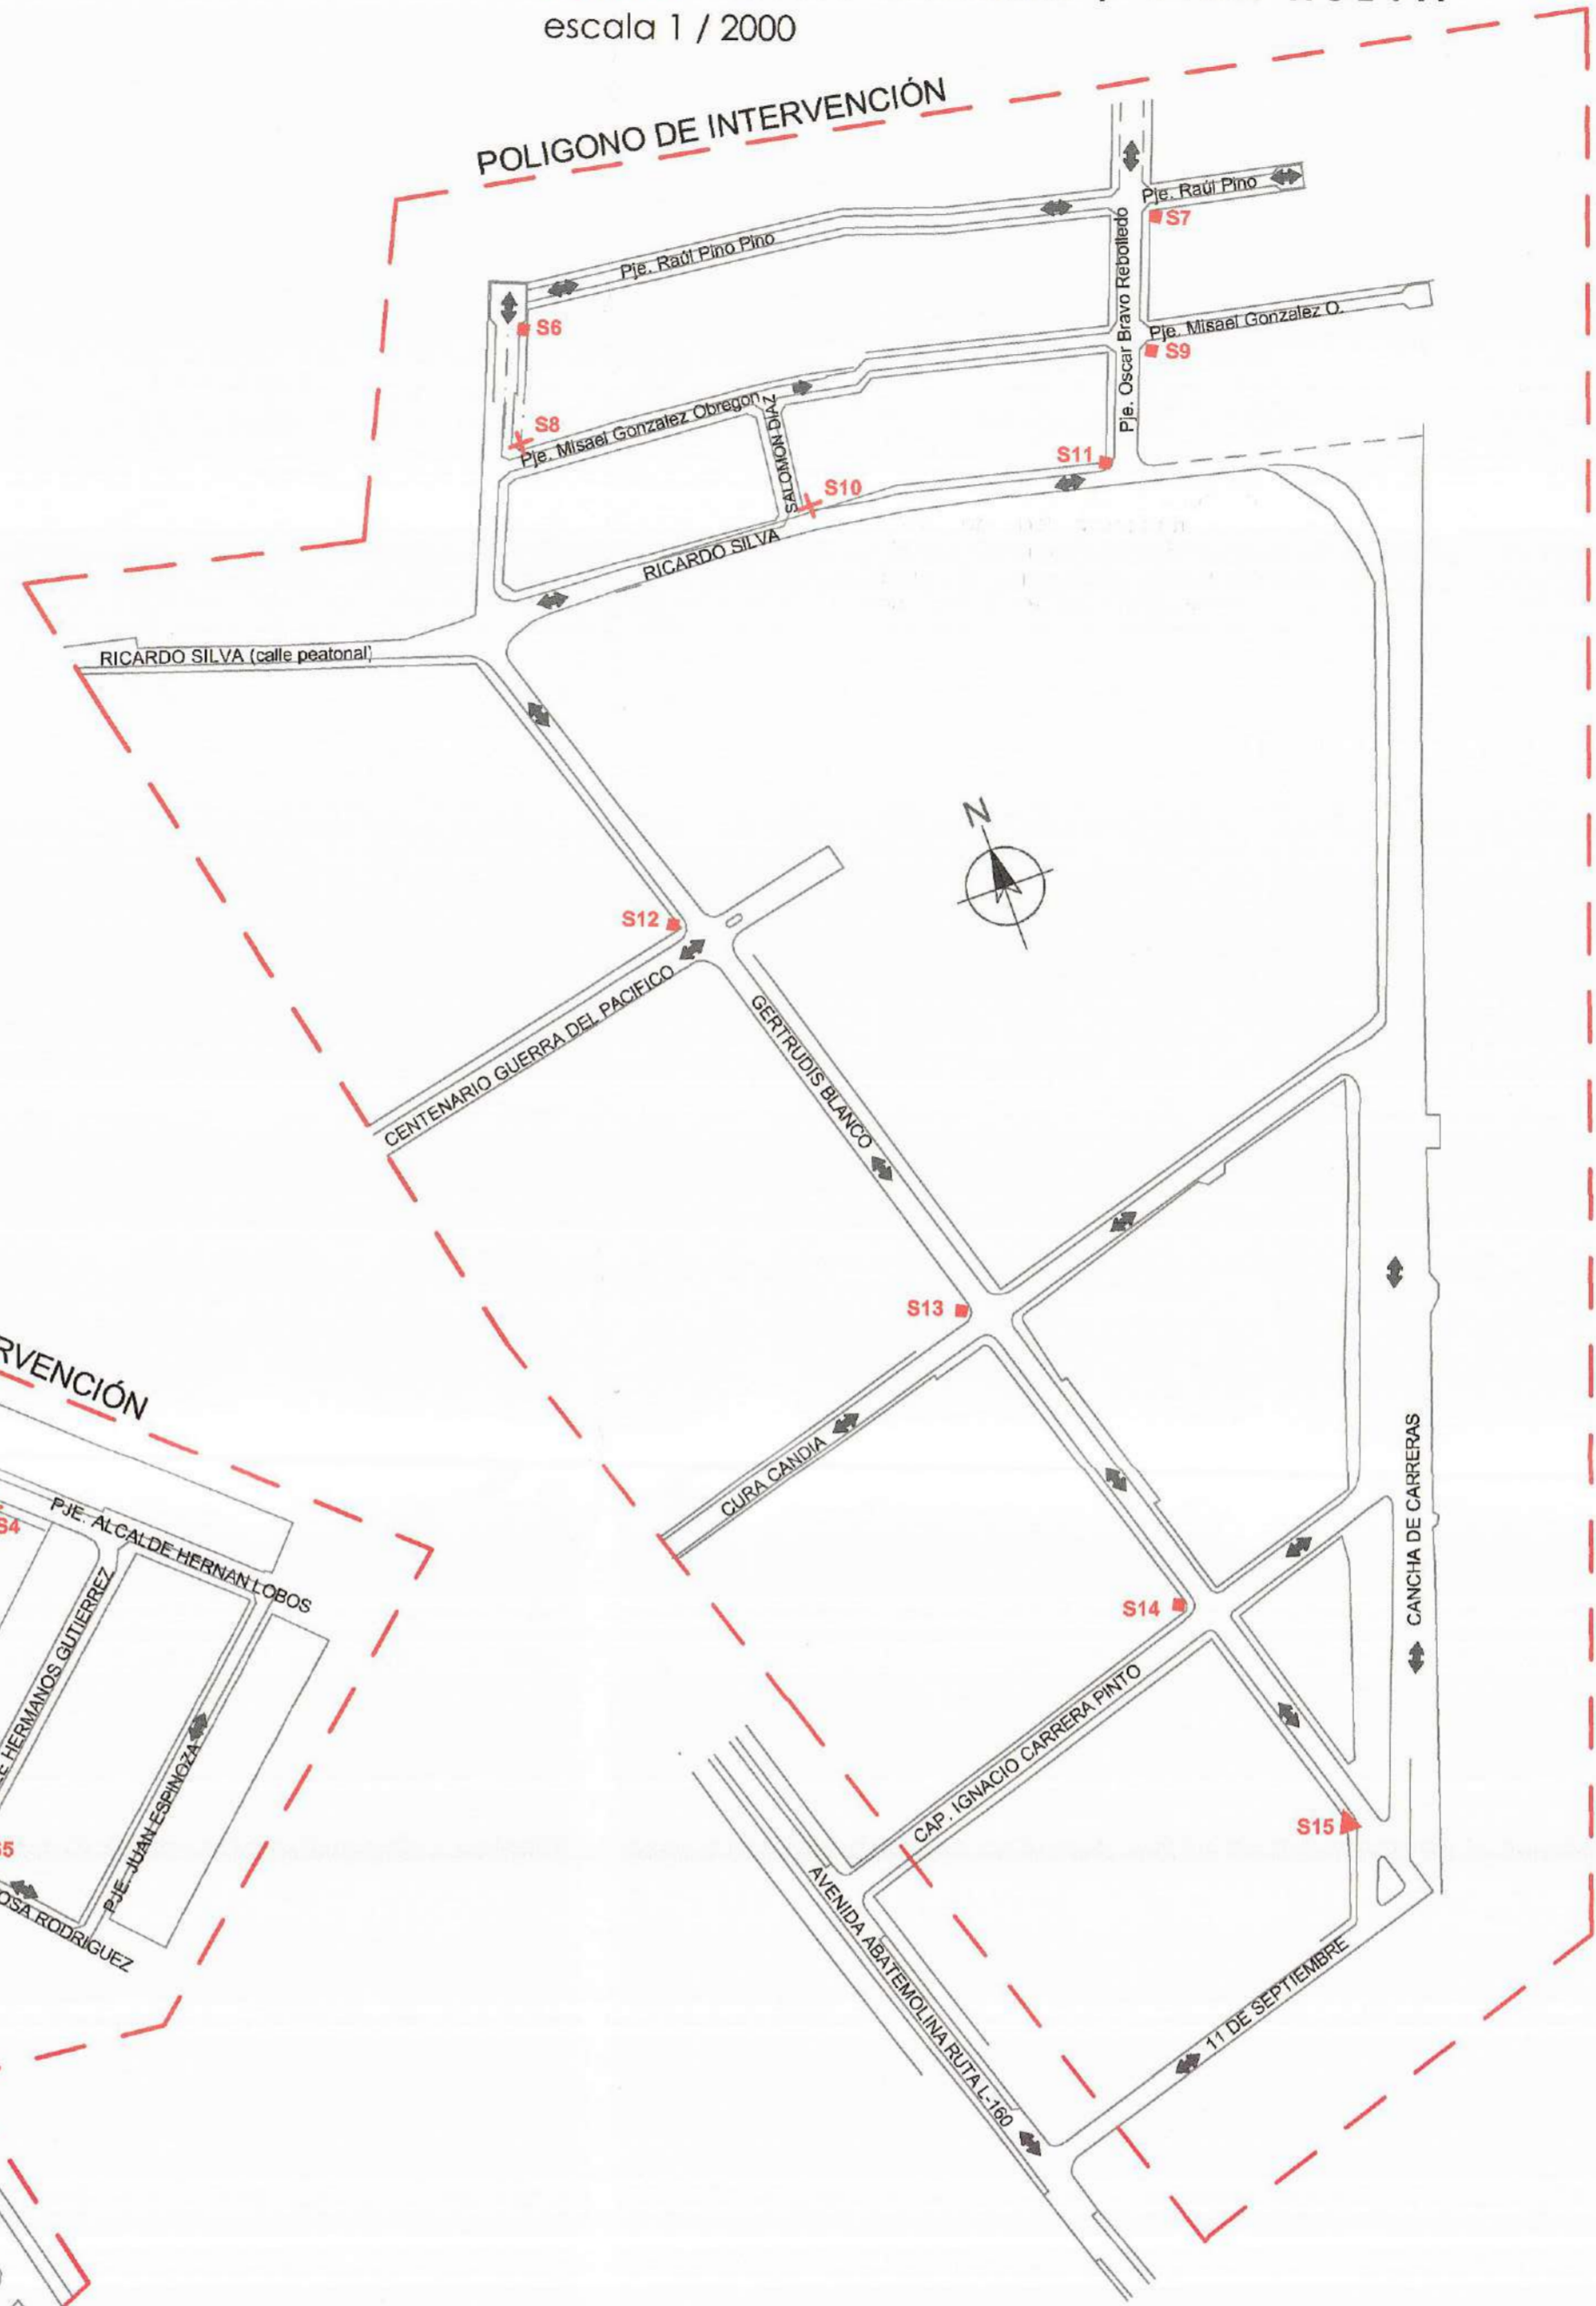 escala 1 / 2000
POLIGONO DE INTERVENCIÓN
Pje. Raúl Pino
S7
Pje. Raúl Pino Pino
Pje. Oscar Bravo Rebolledo
S6
Pje. Misael Gonzalez O.
S9
S8
Pje. Misael Gonzalez Obregon
SALOMON DIAZ
S11
S10
RICARDO SILVA
RICARDO SILVA (calle peatonal)
N
S12
CENTENARIO GUERRA DEL PACIFICO
GERTRUDIS BLANCO
S13
RVENCIÓN
CURA CANDIA
CANCHA DE CARRERAS
S4
PJE. ALCALDE HERNAN LOBOS
HERMANOS GUTIERREZ
S14
CAP. IGNACIO CARRERA PINTO
PJE. JUAN ESPINOZA
S15
OSA RODRIGUEZ
AVENIDA ABATEMOLINA RUTA L-160
11 DE SEPTIEMBRE